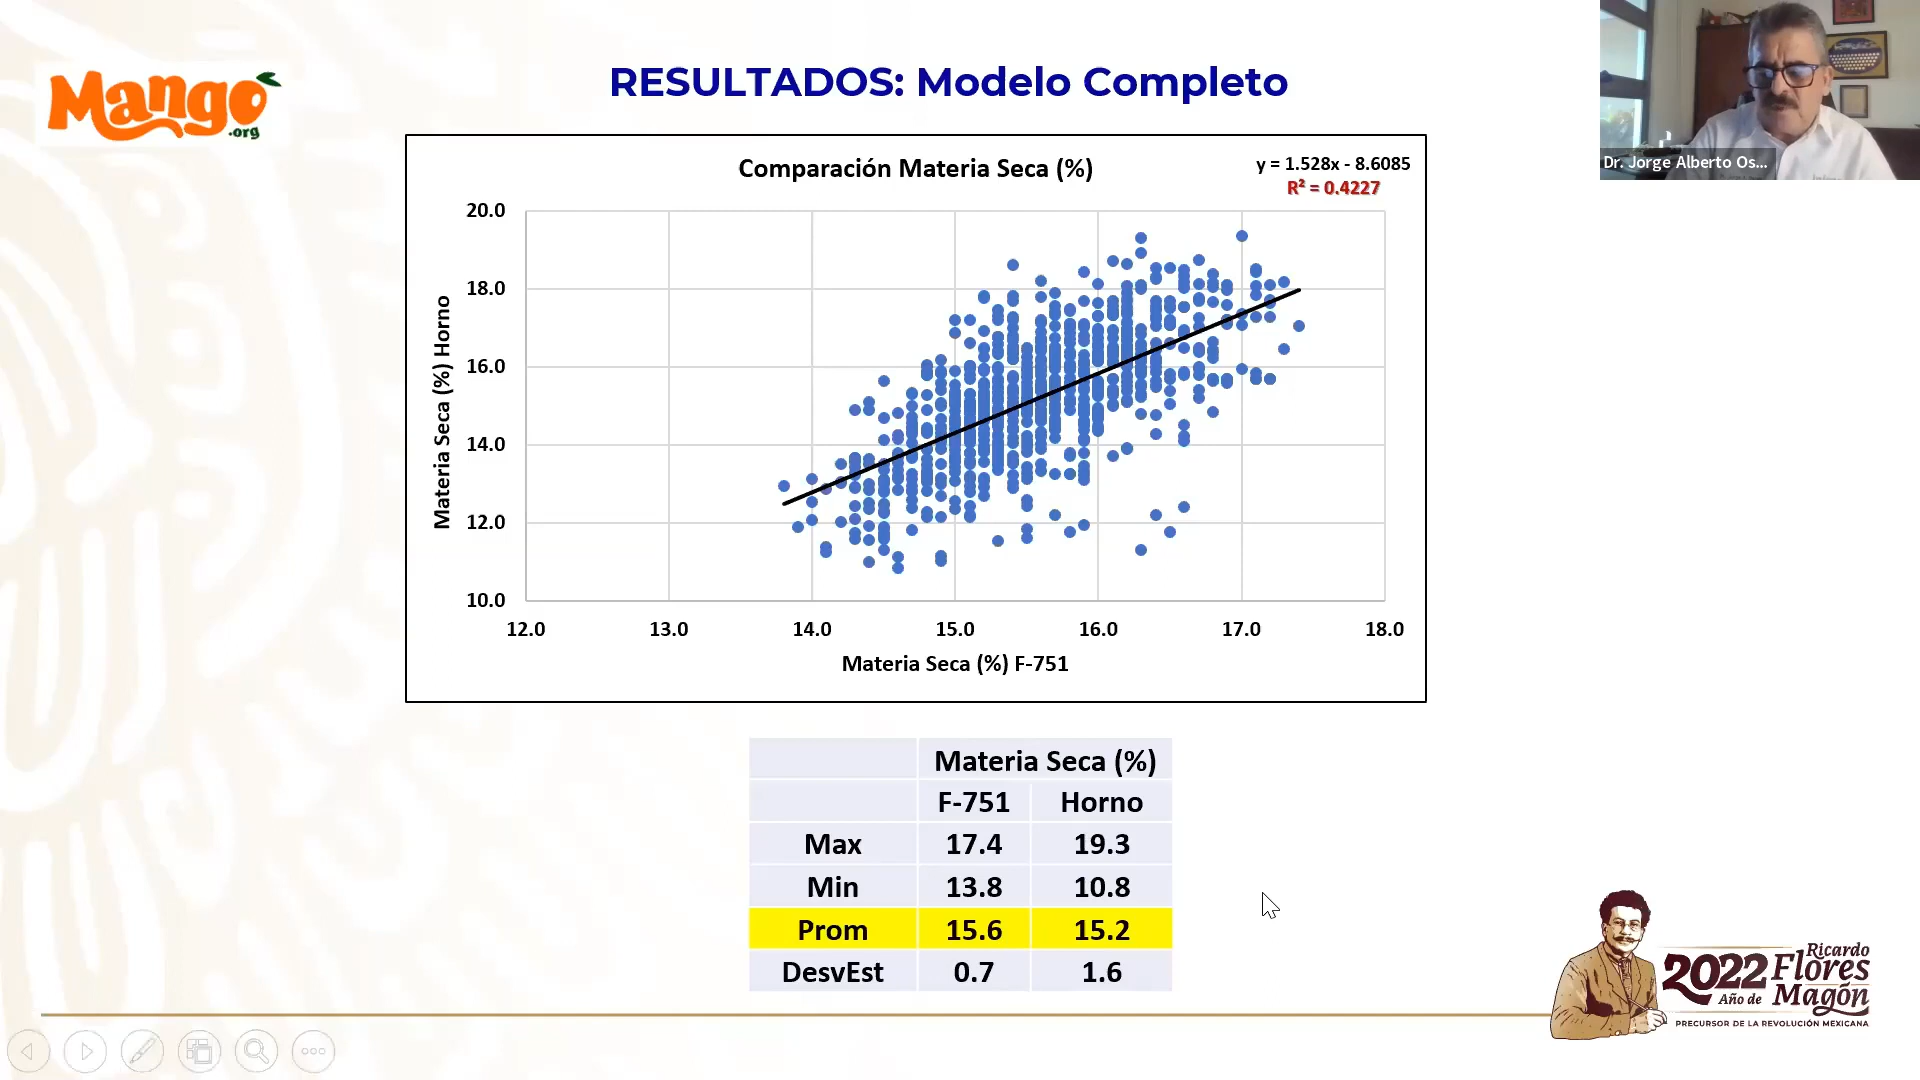 Mango
.org
RESULTADOS: Modelo Completo
Dr. Jorge Alberto Os...
Comparación Materia Seca (%)
y = 1.528x - 8.6085
R² = 0.4227
Materia Seca (%) Horno
20.0
18.0
16.0
14.0
12.0
10.0
12.0 13.0 14.0 15.0 16.0 17.0 18.0
Materia Seca (%) F-751
Materia Seca (%)
F-751 Horno
Max 17.4 19.3
Min 13.8 10.8
Prom 15.6 15.2
DesvEst 0.7 1.6
2022 Ricardo
Flores
Año de Magón
PRECURSOR DE LA REVOLUCIÓN MEXICANA